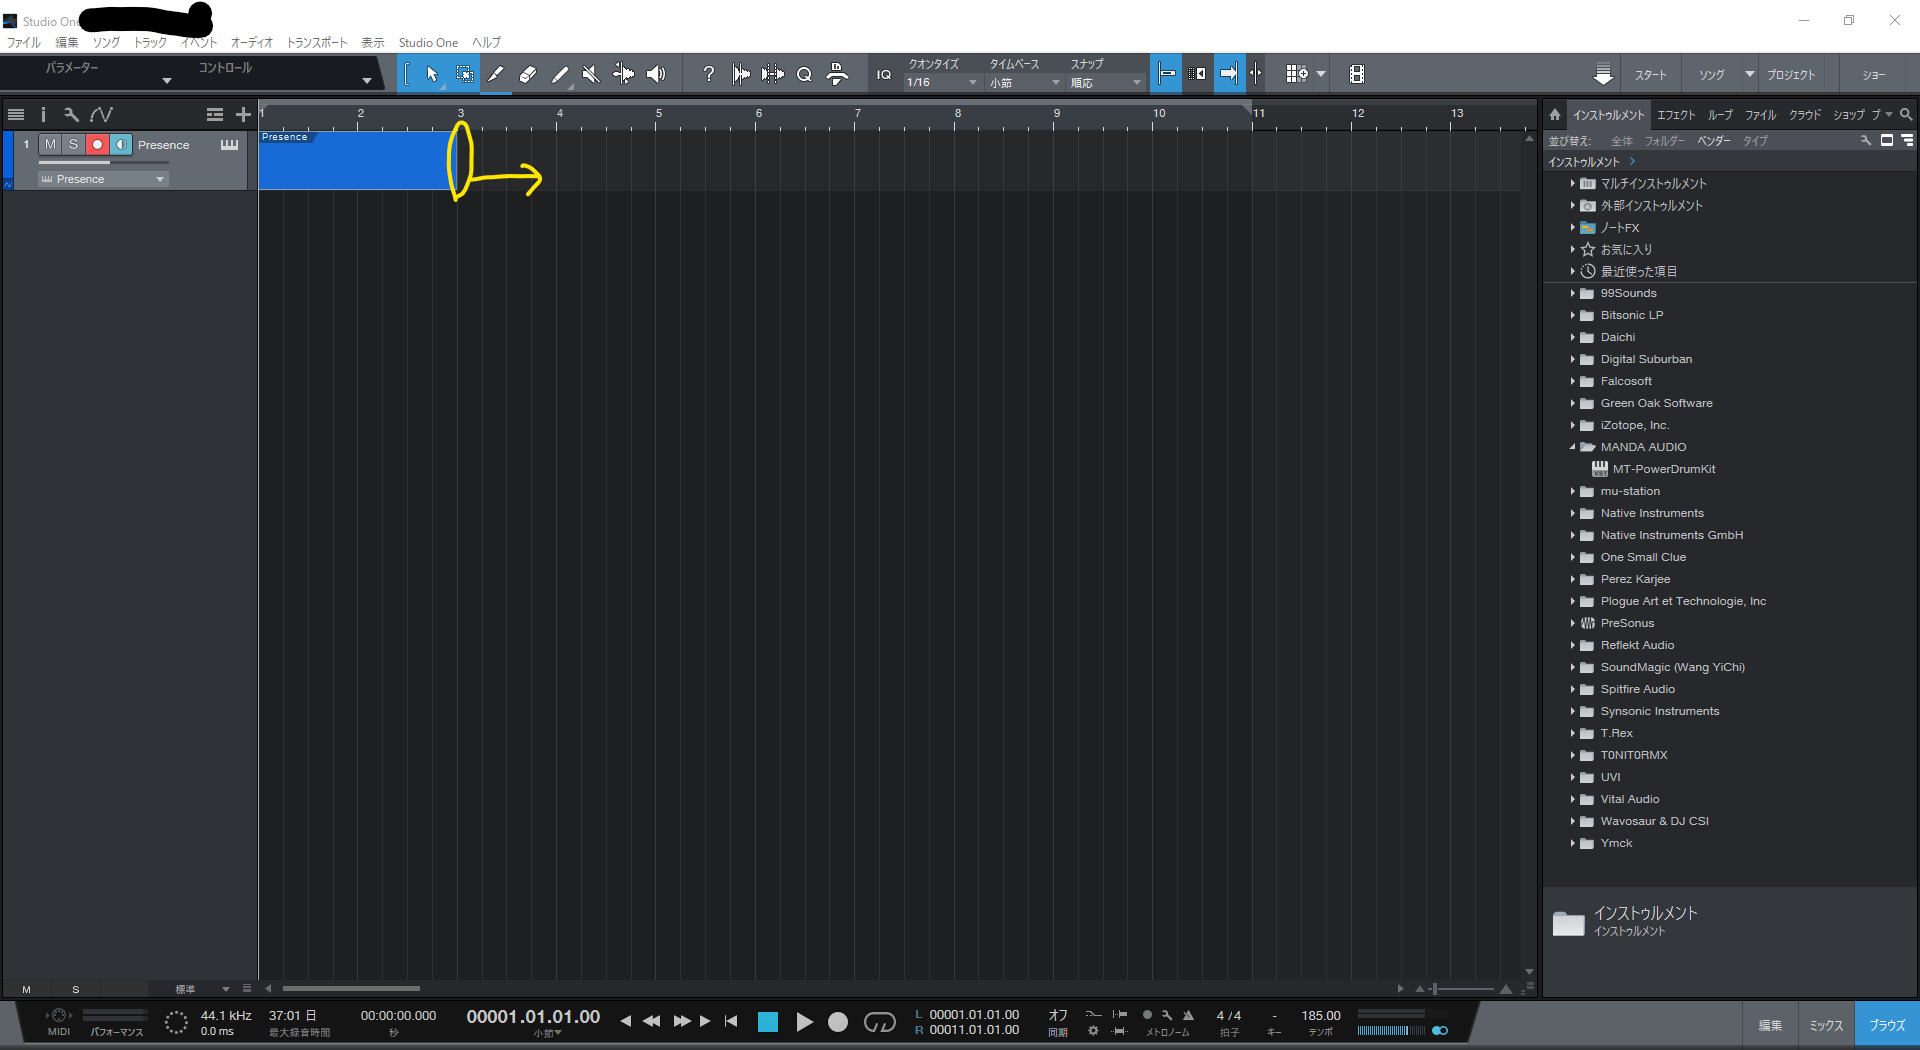 Studio One
ファイル 編集 ソング トラック イベント オーディオ トランスポート 表示 Studio One ヘルプ
パラメーター コントロール
IQ クオンタイズ タイムベース スナップ
1/16 小節 順応
スタート ソング プロジェクト ショー
1 2 3 4 5 6 7 8 9 10 11 12 13
1 M S Presence
Presence
Presence
インストゥルメント エフェクト ループ ファイル クラウド ショップ プ
並び替え: 全体 フォルダー ベンダー タイプ
インストゥルメント
マルチインストゥルメント
外部インストゥルメント
ノートFX
お気に入り
最近使った項目
99Sounds
Bitsonic LP
Daichi
Digital Suburban
Falcosoft
Green Oak Software
iZotope, Inc.
MANDA AUDIO
MT-PowerDrumKit
mu-station
Native Instruments
Native Instruments GmbH
One Small Clue
Perez Karjee
Plogue Art et Technologie, Inc
PreSonus
Reflekt Audio
SoundMagic (Wang YiChi)
Spitfire Audio
Synsonic Instruments
T.Rex
T0NIT0RMX
UVI
Vital Audio
Wavosaur & DJ CSI
Ymck
インストゥルメント
インストゥルメント
M S 標準
MIDI パフォーマンス
44.1 kHz
0.0 ms
37:01 日
最大録音時間
00:00:00.000
秒
00001.01.01.00
小節
L 00001.01.01.00
R 00011.01.01.00
オフ
同期
メトロノーム
4 / 4
拍子
-
キー
185.00
テンポ
編集 ミックス ブラウズ